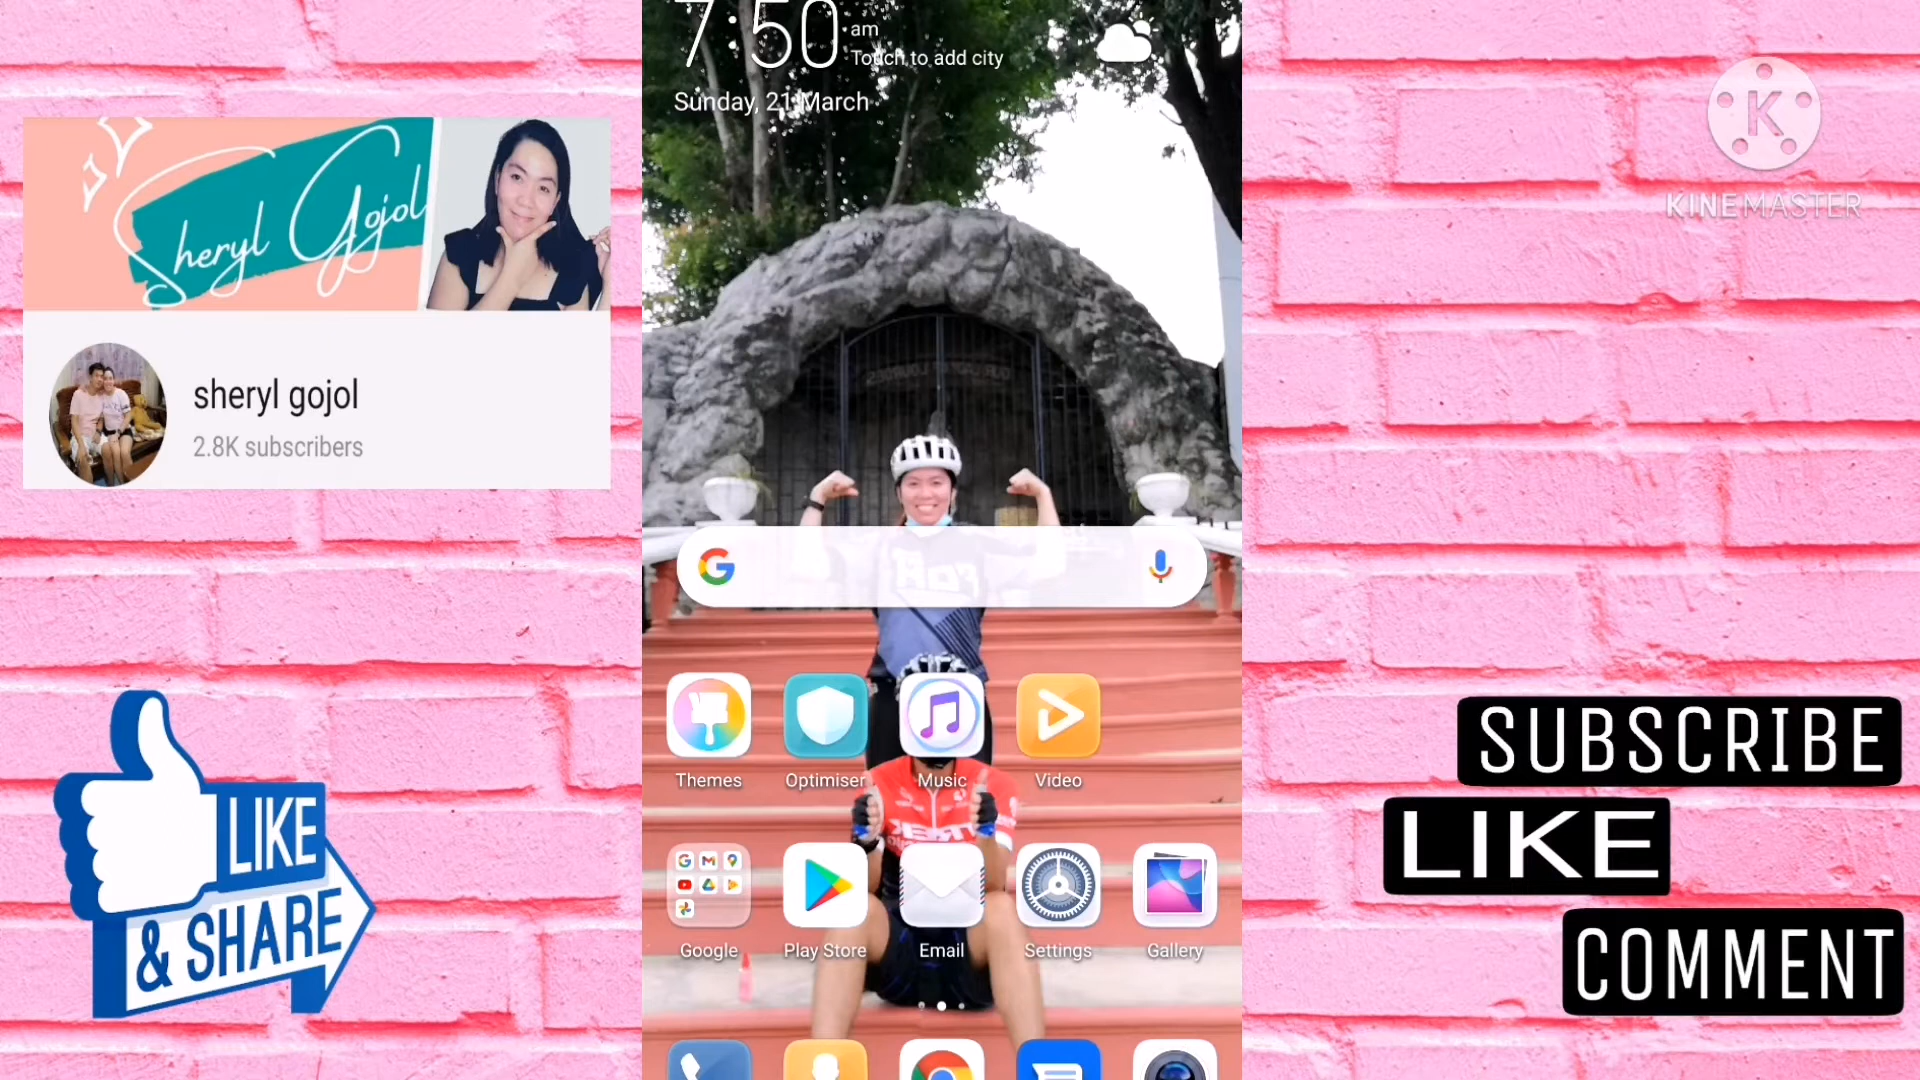 Sheryl Gojol
sheryl gojol
2.8K subscribers
LIKE
& SHARE
7:50 am
Touch to add city
Sunday, 21 March
G
Themes
Optimiser
Music
Video
Google
Play Store
Email
Settings
Gallery
K
KINEMASTER
SUBSCRIBE
LIKE
COMMENT